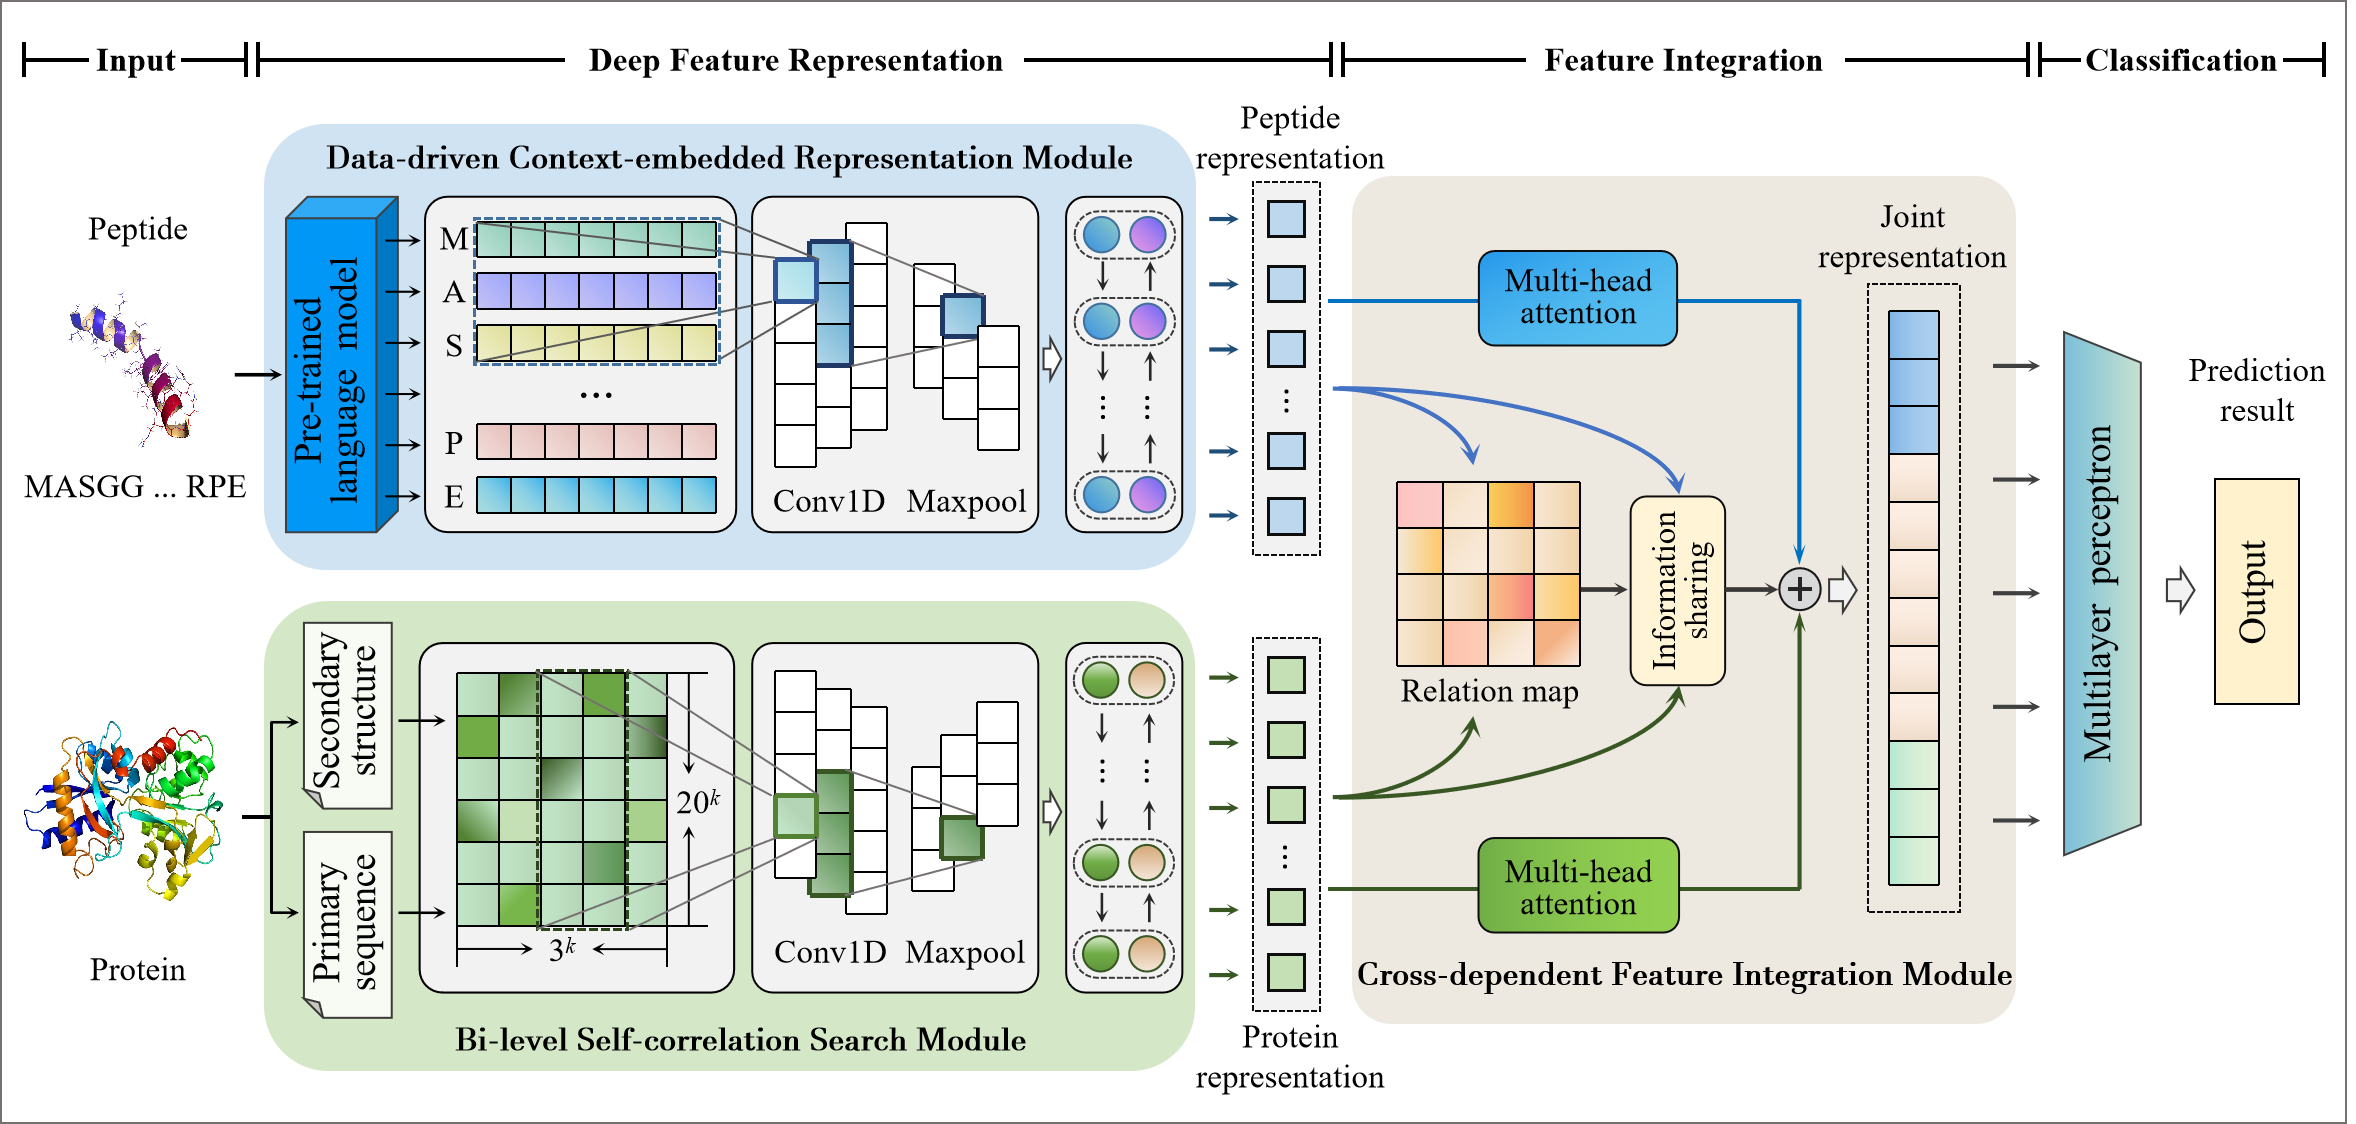 Input
Deep Feature Representation
Feature Integration
Classification
Peptide
MASGG ... RPE
Data-driven Context-embedded Representation Module
Pre-trained
language model
M
A
S
...
P
E
Conv1D
Maxpool
Peptide
representation
Protein
Secondary
structure
Primary
sequence
20k
3k
Conv1D
Maxpool
Bi-level Self-correlation Search Module
Protein
representation
Multi-head
attention
Relation map
Information
sharing
+
Multi-head
attention
Cross-dependent Feature Integration Module
Joint
representation
Multilayer perceptron
Prediction
result
Output